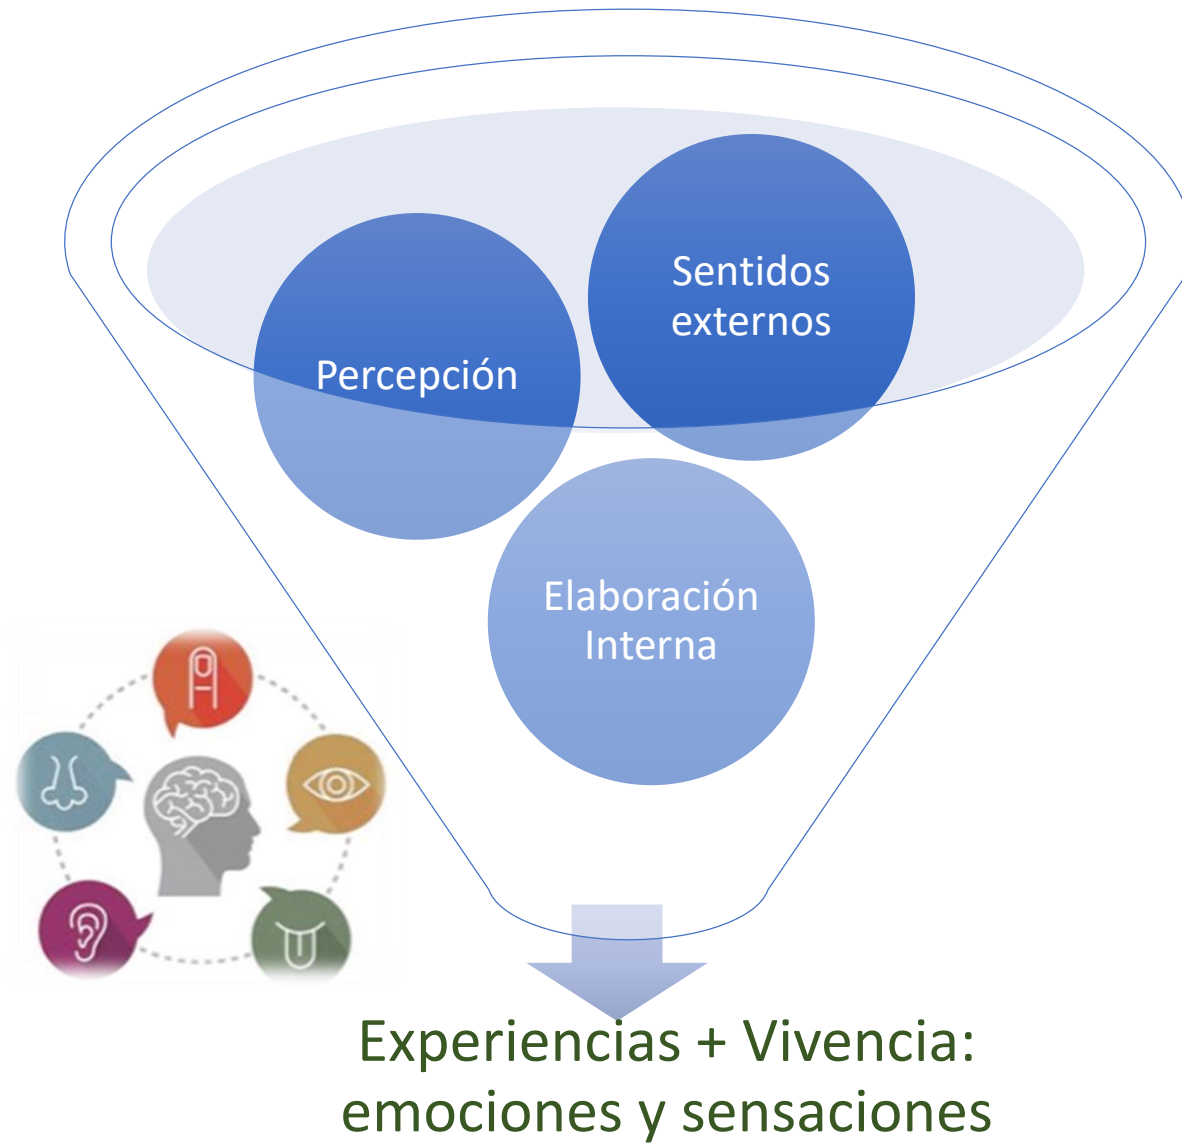 Sentidos
externos
Percepción
Elaboración
Interna
Experiencias + Vivencia:
emociones y sensaciones